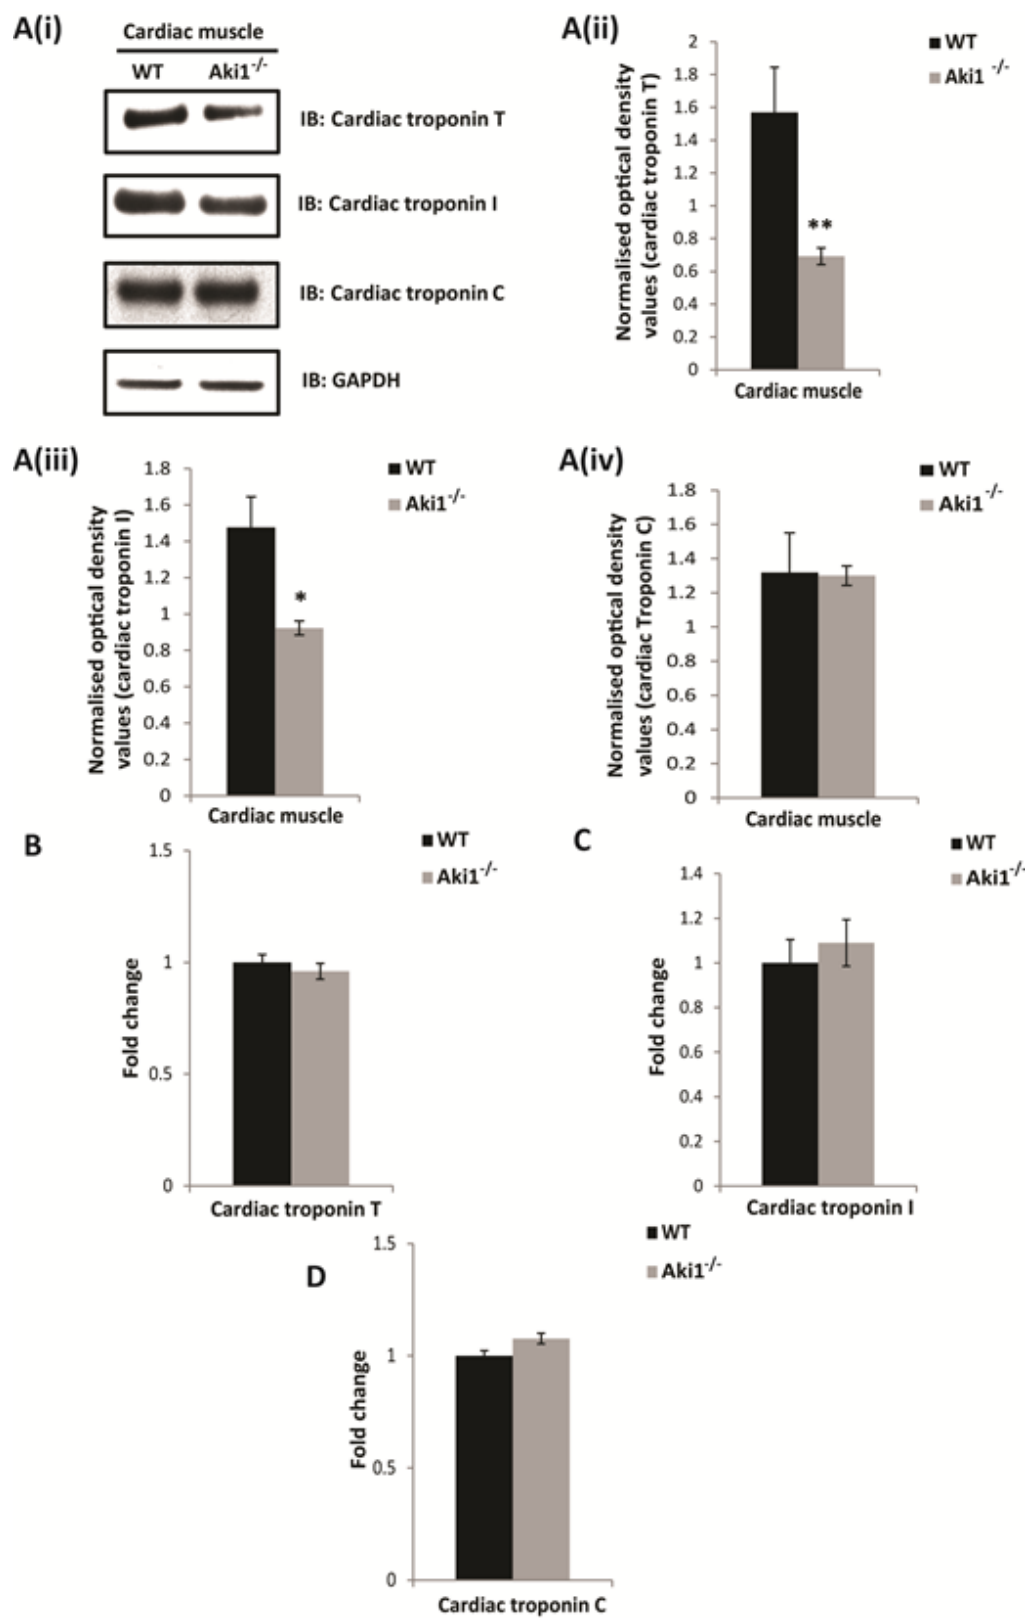 A(i)
Cardiac muscle
WT Aki1-/-
IB: Cardiac troponin T
IB: Cardiac troponin I
IB: Cardiac troponin C
IB: GAPDH
A(ii)
Normalised optical density
values (cardiac troponin T)
2
1.8
1.6
1.4
1.2
1
0.8
0.6
0.4
0.2
0
**
Cardiac muscle
WT
Aki1 -/-
A(iii)
Normalised optical density
values (cardiac troponin I)
1.8
1.6
1.4
1.2
1
0.8
0.6
0.4
0.2
0
*
Cardiac muscle
WT
Aki1-/-
A(iv)
Normalised optical density
values (cardiac Troponin C)
1.8
1.6
1.4
1.2
1
0.8
0.6
0.4
0.2
0
Cardiac muscle
WT
Aki1-/-
B
Fold change
1.5
1
0.5
0
Cardiac troponin T
WT
Aki1-/-
C
Fold change
1.4
1.2
1
0.8
0.6
0.4
0.2
0
Cardiac troponin I
WT
Aki1-/-
D
Fold change
1.5
1
0.5
0
Cardiac troponin C
WT
Aki1-/-